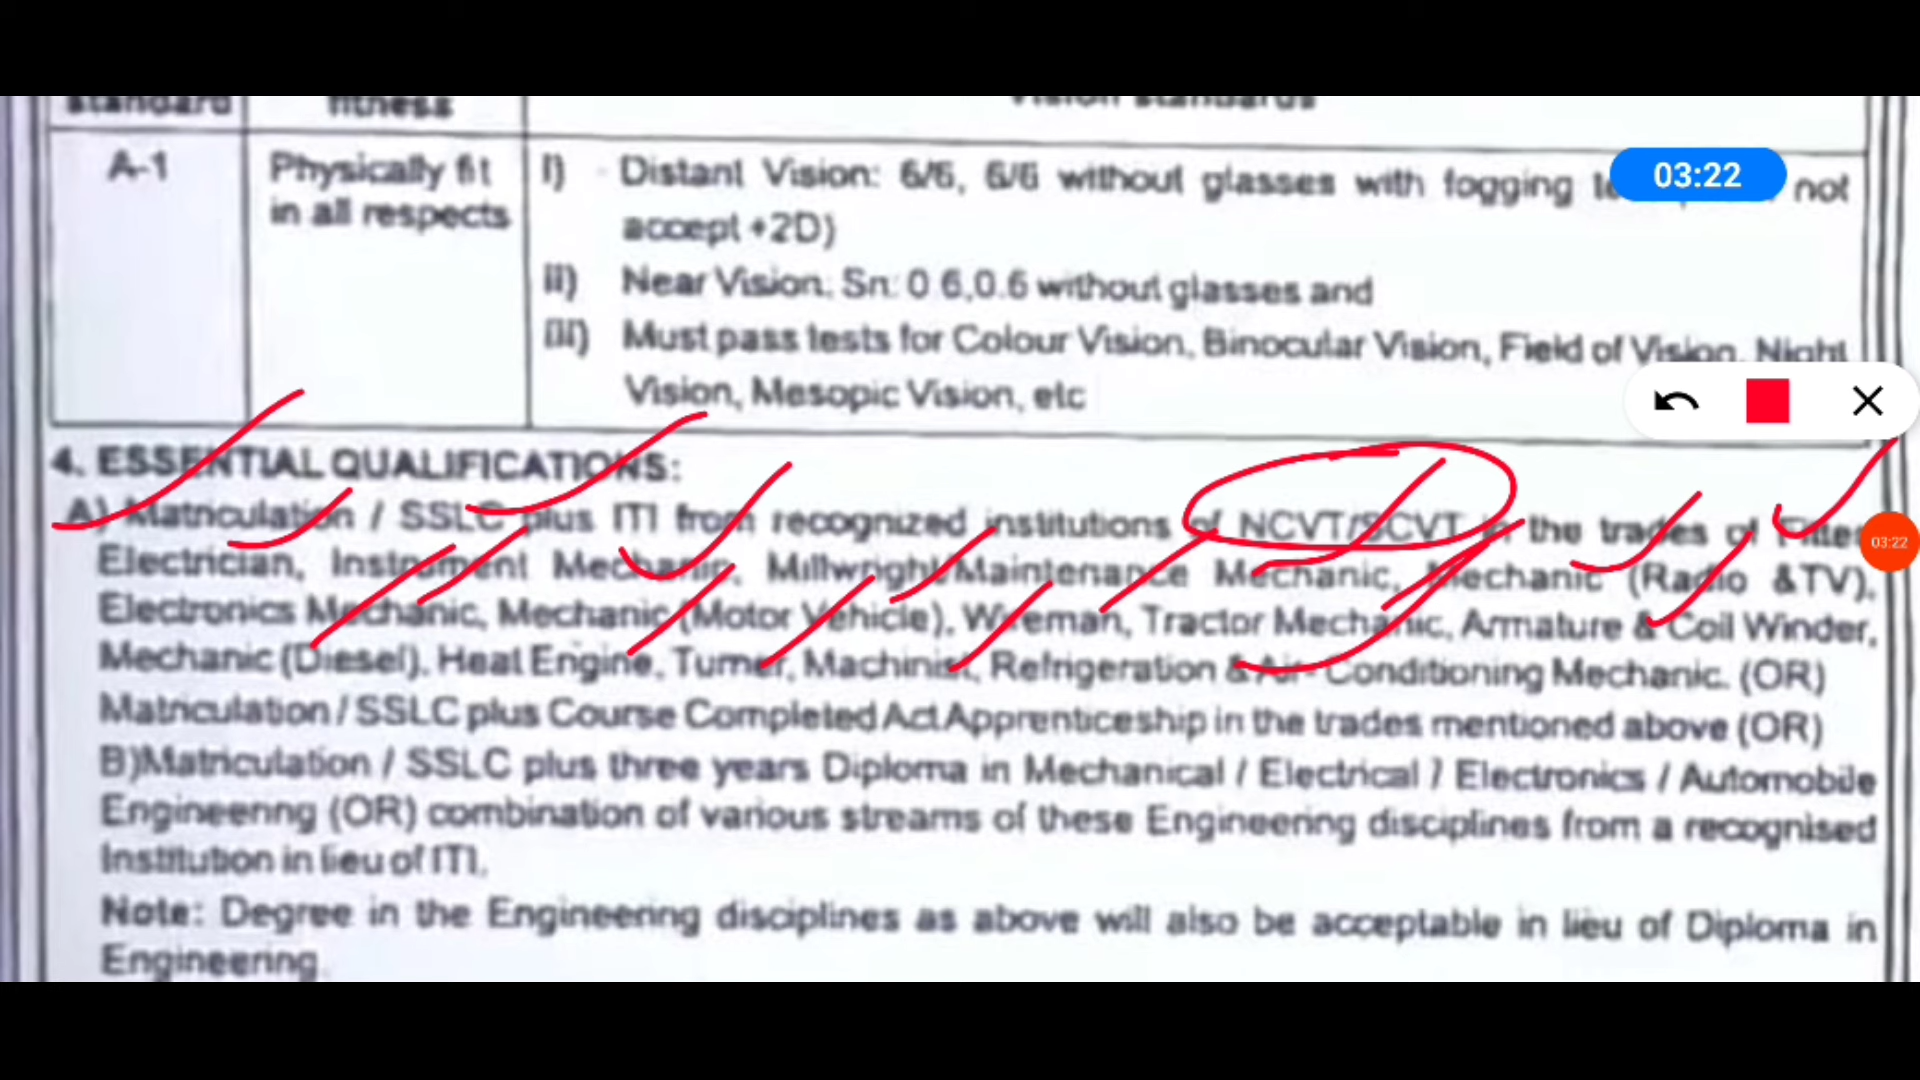 standard fitness Vision standards
A-1 Physically fit in all respects
i) Distant Vision: 6/6, 6/6 without glasses with fogging not
accept +2D)
ii) Near Vision: Sn: 0.6,0.6 without glasses and
iii) Must pass tests for Colour Vision, Binocular Vision, Field of Vision, Night
Vision, Mesopic Vision, etc
03:22
4. ESSENTIAL QUALIFICATIONS:
A) Matriculation / SSLC plus ITI from recognized institutions of NCVT/SCVT in the trades of Fitter
03:22
Electrician, Instrument Mechanic, Millwright/Maintenance Mechanic, Mechanic (Radio &TV),
Electronics Mechanic, Mechanic (Motor Vehicle), Wireman, Tractor Mechanic, Armature & Coil Winder,
Mechanic (Diesel), Heat Engine, Turner, Machinist, Refrigeration & Air- Conditioning Mechanic. (OR)
Matriculation / SSLC plus Course Completed Act Apprenticeship in the trades mentioned above (OR)
B)Matriculation / SSLC plus three years Diploma in Mechanical / Electrical / Electronics / Automobile
Engineering (OR) combination of various streams of these Engineering disciplines from a recognised
Institution in lieu of ITI.
Note: Degree in the Engineering disciplines as above will also be acceptable in lieu of Diploma in
Engineering.